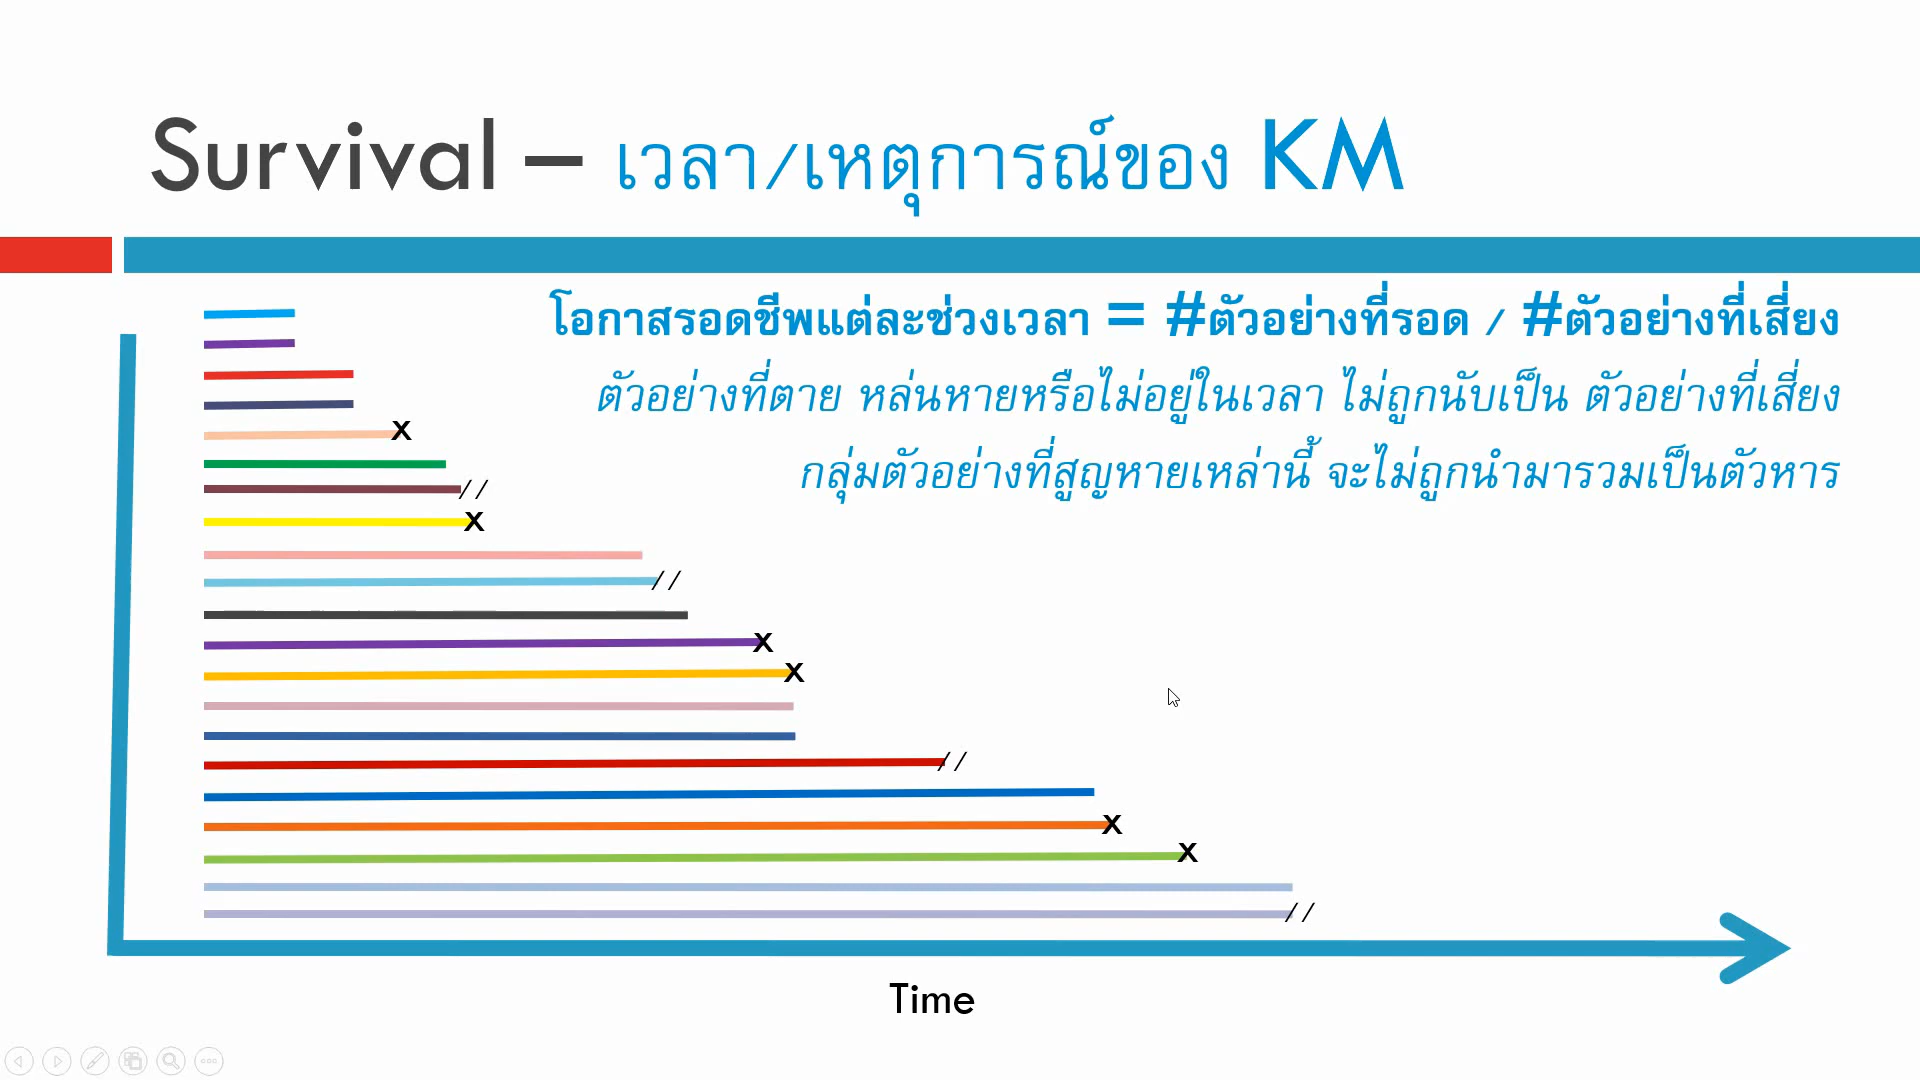 Survival – เวลา/เหตุการณ์ของ KM
โอกาสรอดชีพแต่ละช่วงเวลา = #ตัวอย่างที่รอด / #ตัวอย่างที่เสี่ยง
ตัวอย่างที่ตาย หล่นหายหรือไม่อยู่ในเวลา ไม่ถูกนับเป็น ตัวอย่างที่เสี่ยง
กลุ่มตัวอย่างที่สูญหายเหล่านี้ จะไม่ถูกนำมารวมเป็นตัวหาร
x
//
x
//
x
x
//
x
x
//
Time